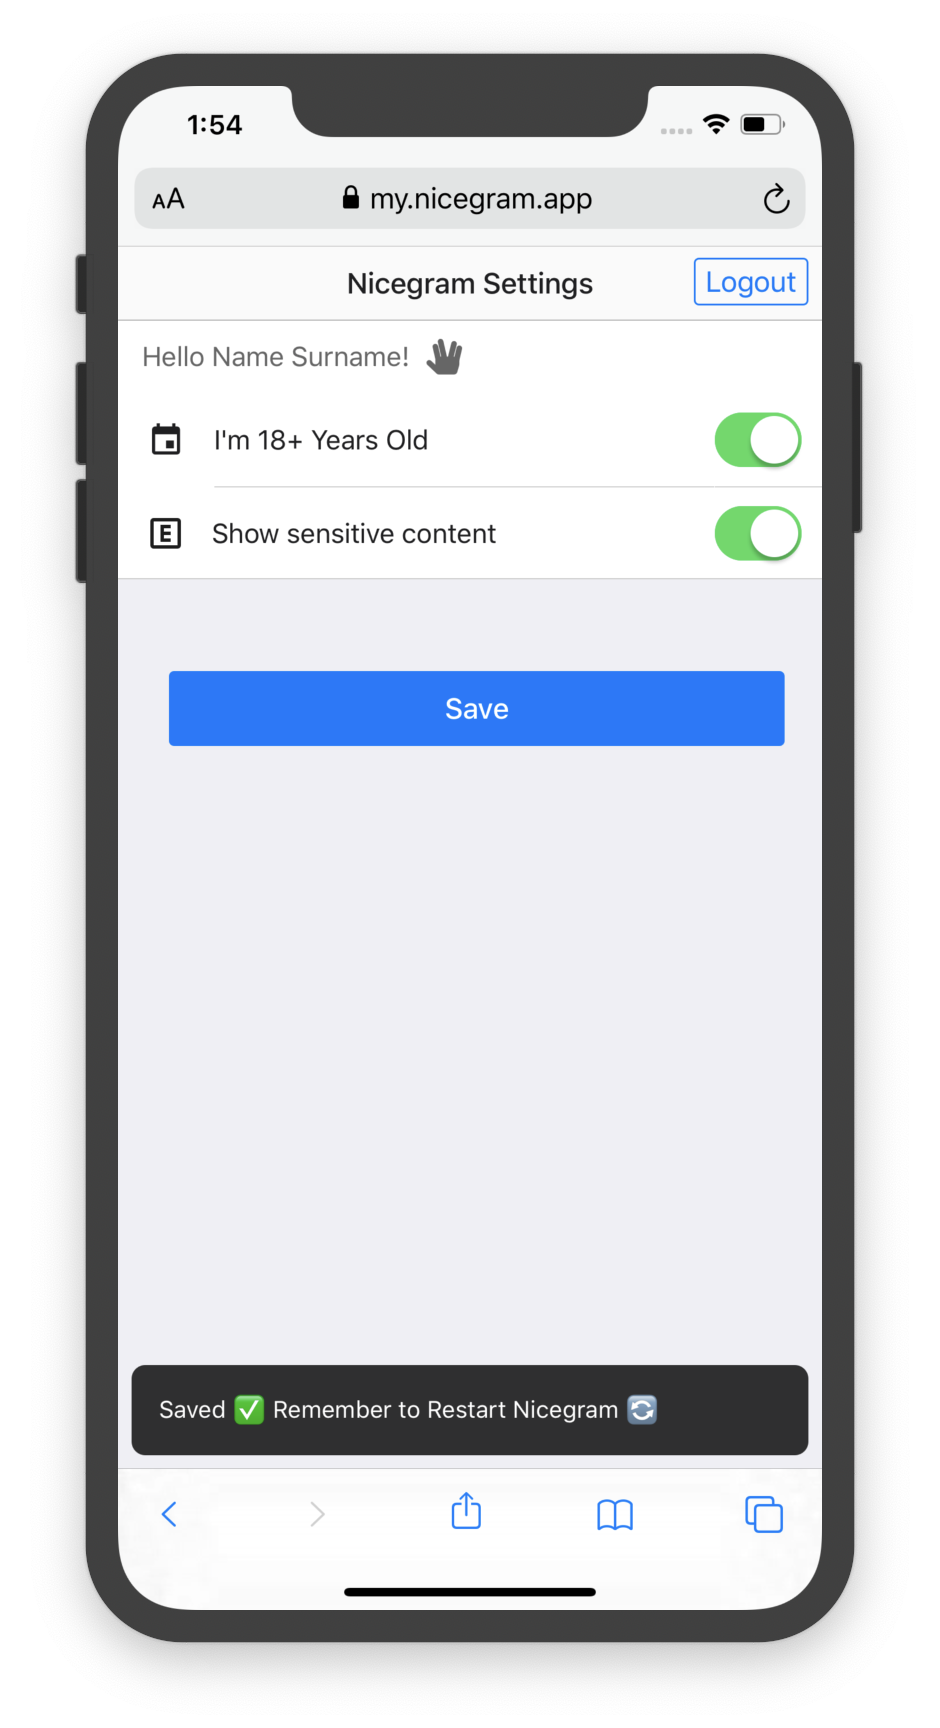 1:54
AA my.nicegram.app
Nicegram Settings Logout
Hello Name Surname! 🖖
I'm 18+ Years Old
E Show sensitive content
Save
Saved ✅ Remember to Restart Nicegram 🔄